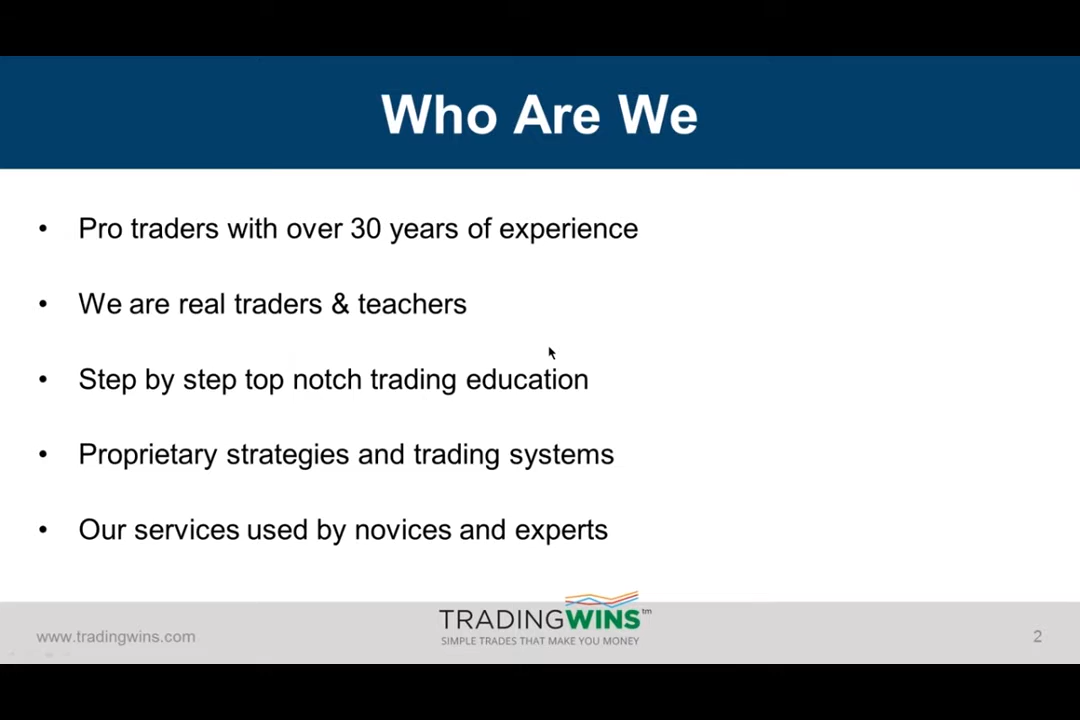 Who Are We
• Pro traders with over 30 years of experience
• We are real traders & teachers
• Step by step top notch trading education
• Proprietary strategies and trading systems
• Our services used by novices and experts
www.tradingwins.com
TRADINGWINS™
SIMPLE TRADES THAT MAKE YOU MONEY
2